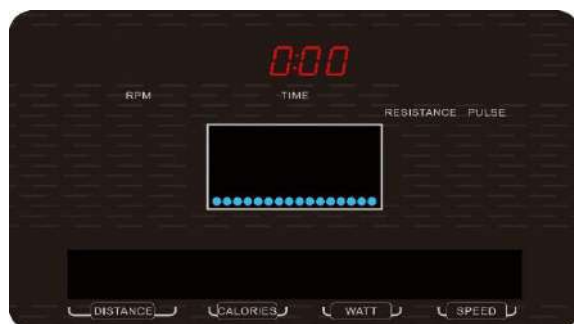 0:00
RPM TIME
RESISTANCE PULSE
DISTANCE CALORIES WATT SPEED